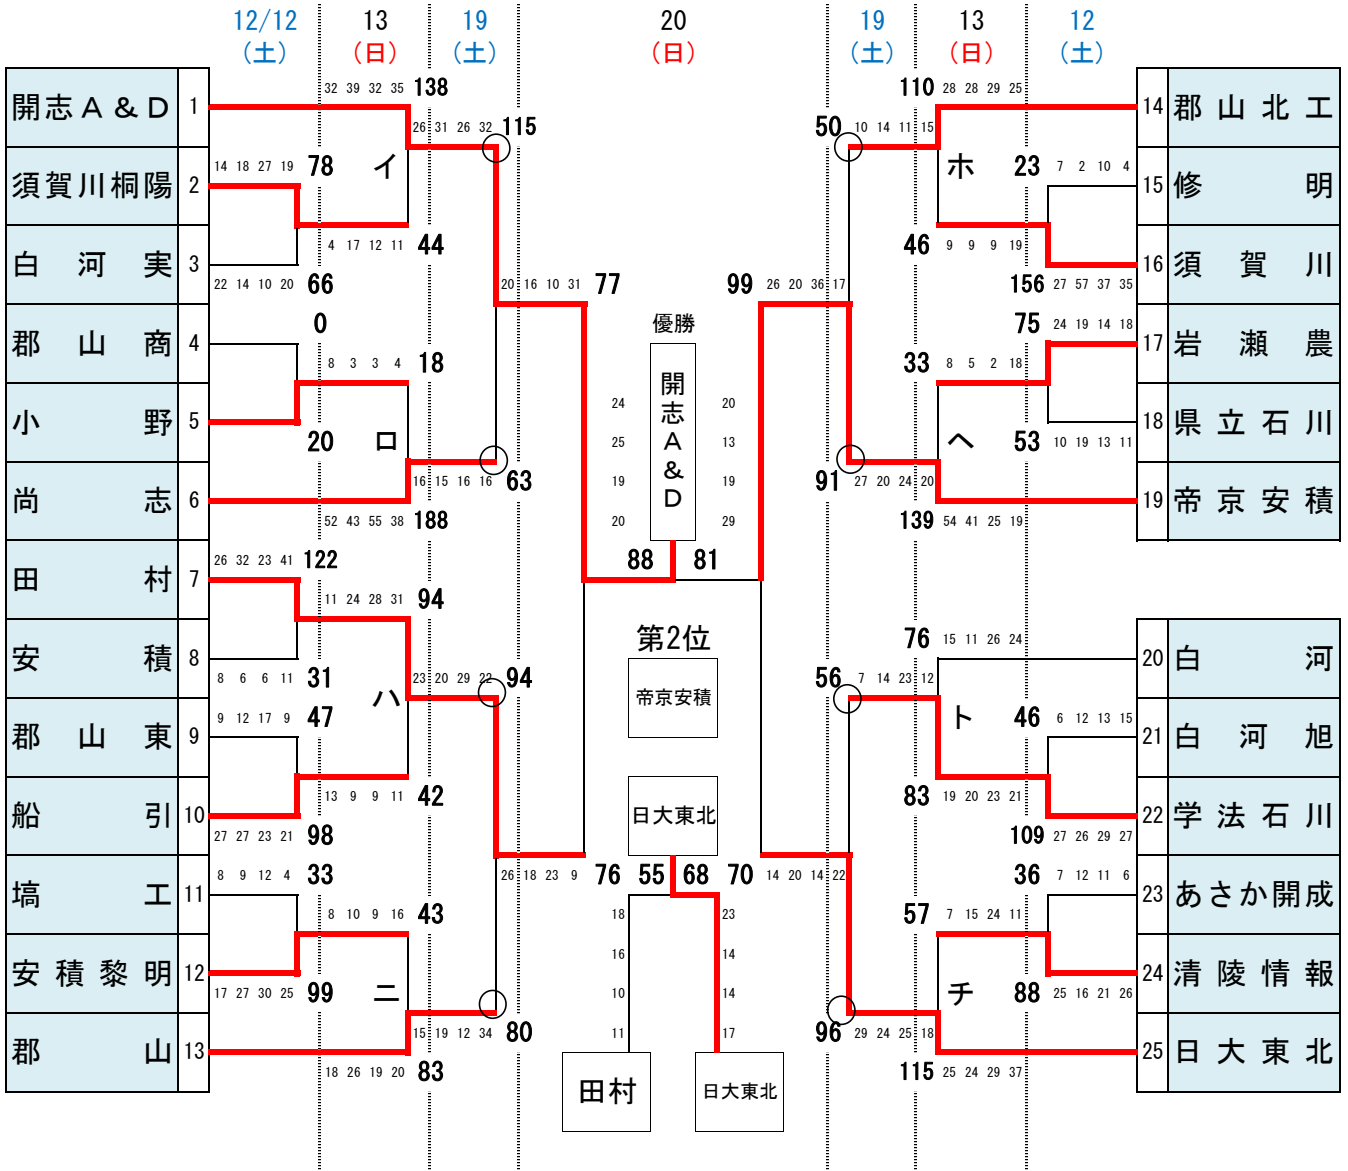 12/12 13 19 20 19 13 12
(土) (日) (土) (日) (土) (日) (土)
32 39 32 35 138 110 28 28 29 25
開志A&D 1 14 郡山北工
26 31 26 32 115 50 10 14 11 15
14 18 27 19 78 イ ホ 23 7 2 10 4
須賀川桐陽 2 15 修明
4 17 12 11 44 46 9 9 9 19
白河実 3 16 須賀川
22 14 10 20 66 20 16 10 31 77 99 26 20 36 17 156 27 57 37 35
0 優勝 75 24 19 14 18
郡山商 4 17 岩瀬農
8 3 3 4 18 33 8 5 2 18
開志A&D
24 20
小野 5 18 県立石川
20 ロ 25 13 ヘ 53 10 19 13 11
16 15 16 16 63 19 19 91 27 20 24 20
尚志 6 19 帝京安積
52 43 55 38 188 20 29 139 54 41 25 19
26 32 23 41 122 88 81
田村 7
11 24 28 31 94
第2位 76 15 11 26 24
安積 8 20 白河
8 6 6 11 31 23 20 29 22 94 56 7 14 23 12
帝京安積
9 12 17 9 47 ハ ト 46 6 12 13 15
郡山東 9 21 白河旭
13 9 9 11 42 83 19 20 23 21
船引 10 日大東北 22 学法石川
27 27 23 21 98 109 27 26 29 27
8 9 12 4 33 26 18 23 9 76 55 68 70 14 20 14 22 36 7 12 11 6
塙工 11 23 あさか開成
8 10 9 16 43 18 23 57 7 15 24 11
16 14
安積黎明 12 24 清陵情報
17 27 30 25 99 ニ 10 14 チ 88 25 16 21 26
15 19 12 34 80 11 17 96 29 24 25 18
郡山 13 25 日大東北
18 26 19 20 83 115 25 24 29 37
田村 日大東北